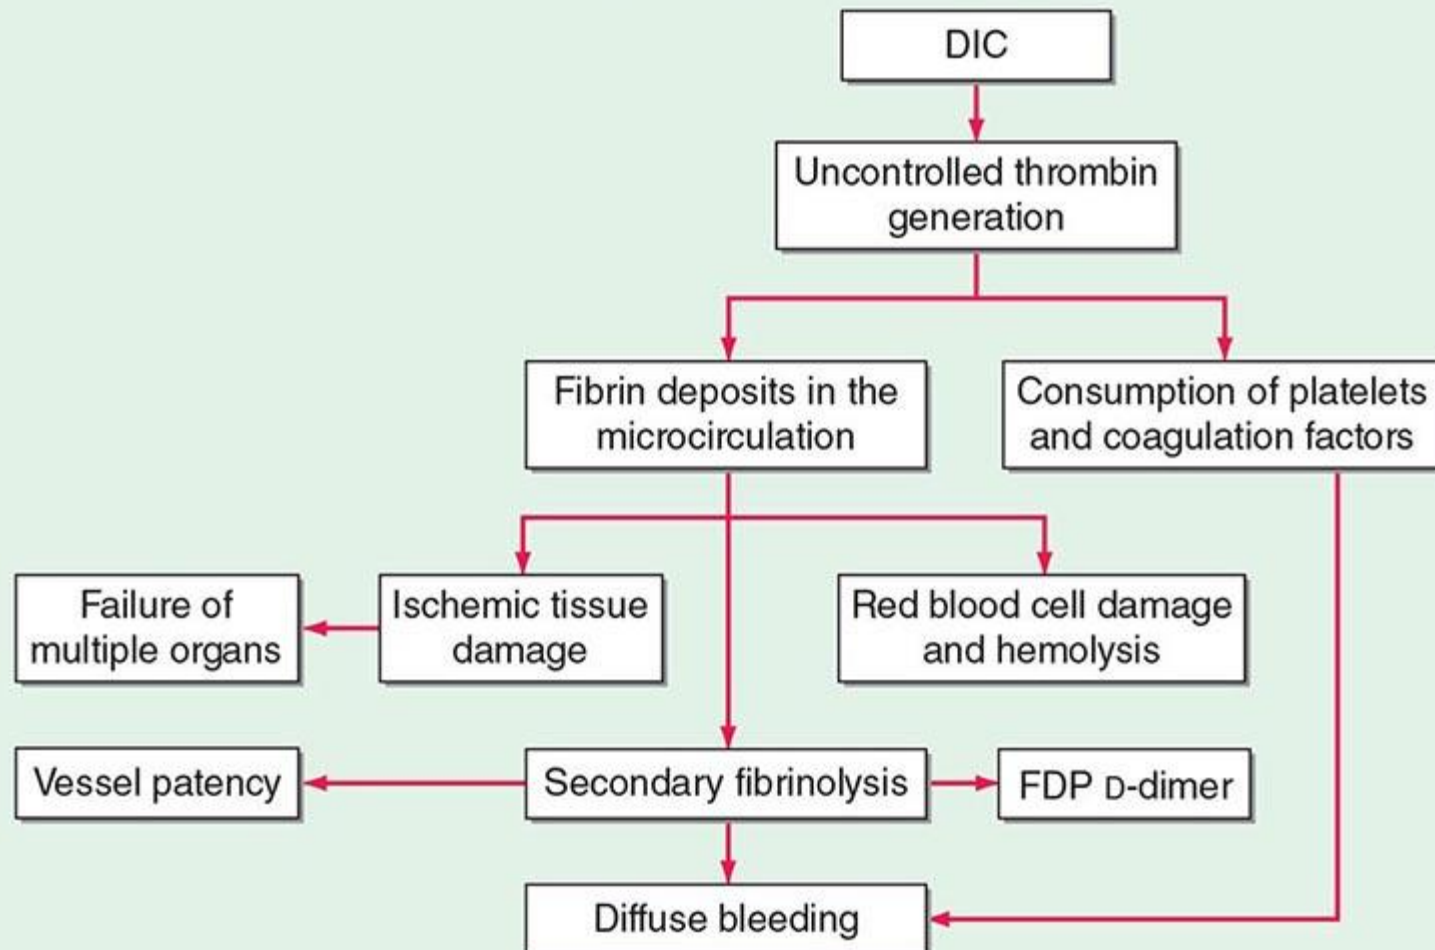 DIC
Uncontrolled thrombin
generation
Fibrin deposits in the
microcirculation
Consumption of platelets
and coagulation factors
Failure of
multiple organs
Ischemic tissue
damage
Red blood cell damage
and hemolysis
Vessel patency
Secondary fibrinolysis
FDP D-dimer
Diffuse bleeding